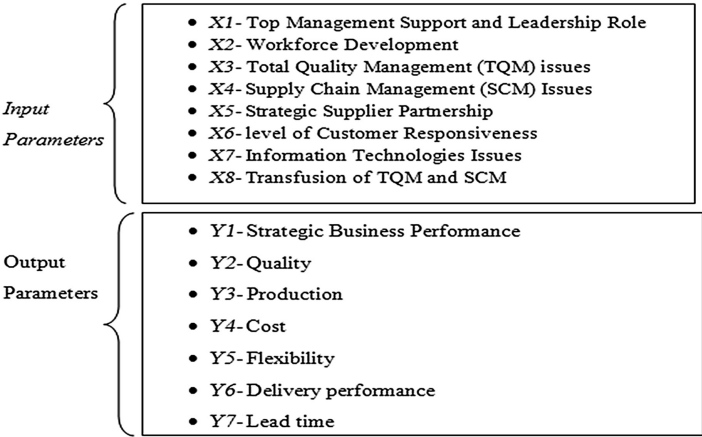 Input
Parameters
• X1- Top Management Support and Leadership Role
• X2- Workforce Development
• X3- Total Quality Management (TQM) issues
• X4- Supply Chain Management (SCM) Issues
• X5- Strategic Supplier Partnership
• X6- level of Customer Responsiveness
• X7- Information Technologies Issues
• X8- Transfusion of TQM and SCM
Output
Parameters
• Y1- Strategic Business Performance
• Y2- Quality
• Y3- Production
• Y4- Cost
• Y5- Flexibility
• Y6- Delivery performance
• Y7- Lead time